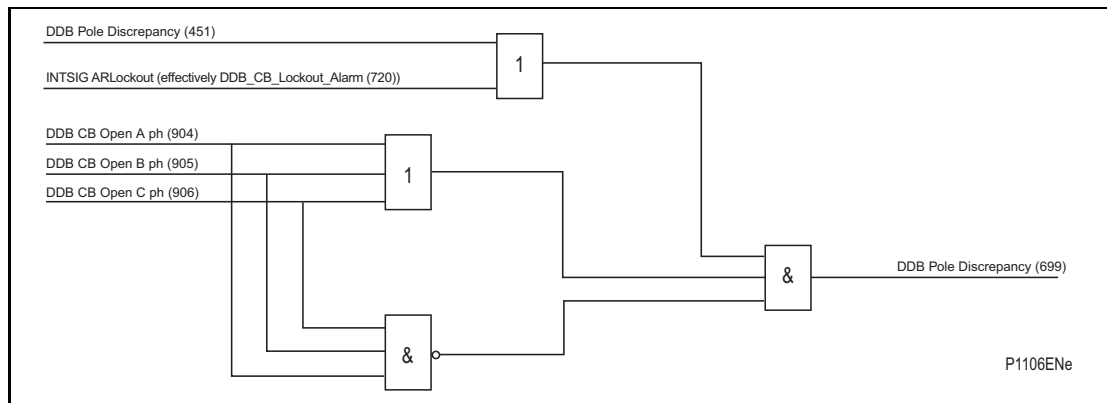 DDB Pole Discrepancy (451)
INTSIG ARLockout (effectively DDB_CB_Lockout_Alarm (720))
1
DDB CB Open A ph (904)
DDB CB Open B ph (905)
DDB CB Open C ph (906)
1
&
DDB Pole Discrepancy (699)
&
P1106ENe